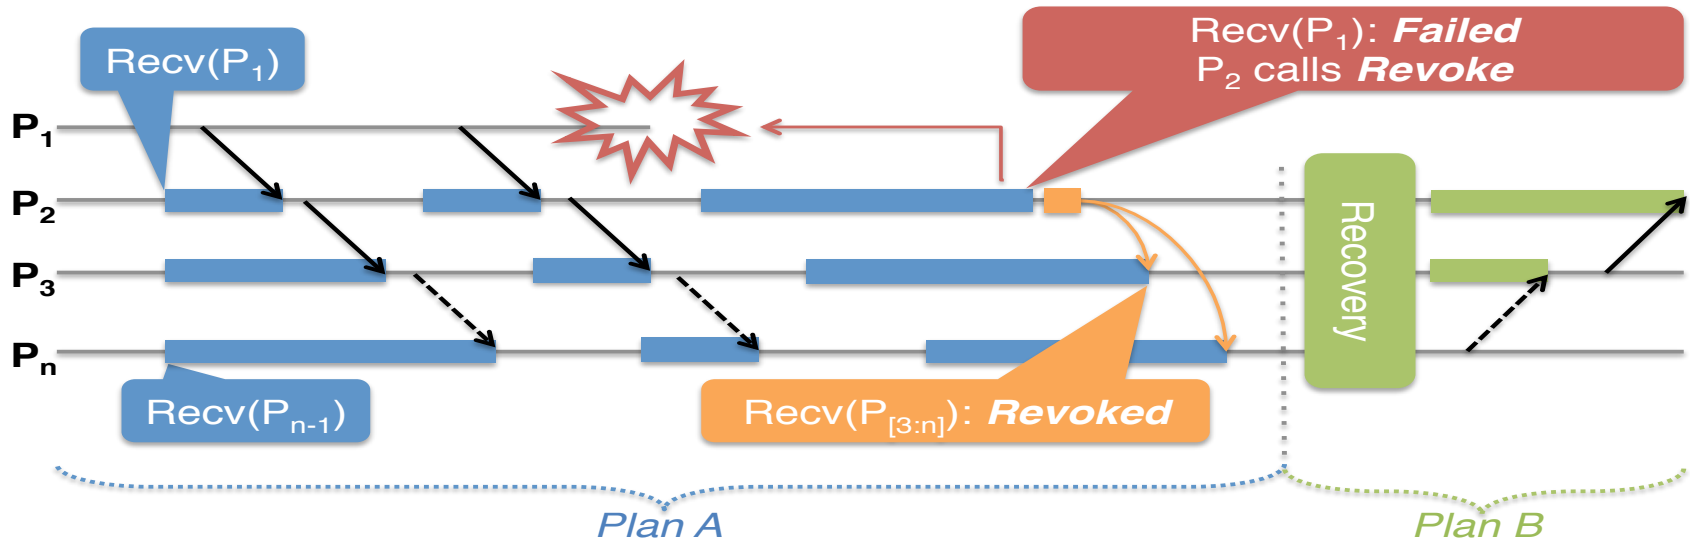 Recv(P1): Failed
P2 calls Revoke
Recv(P1)
P1
P2
P3
Pn
Recovery
Recv(Pn-1)
Recv(P[3:n]): Revoked
Plan A
Plan B